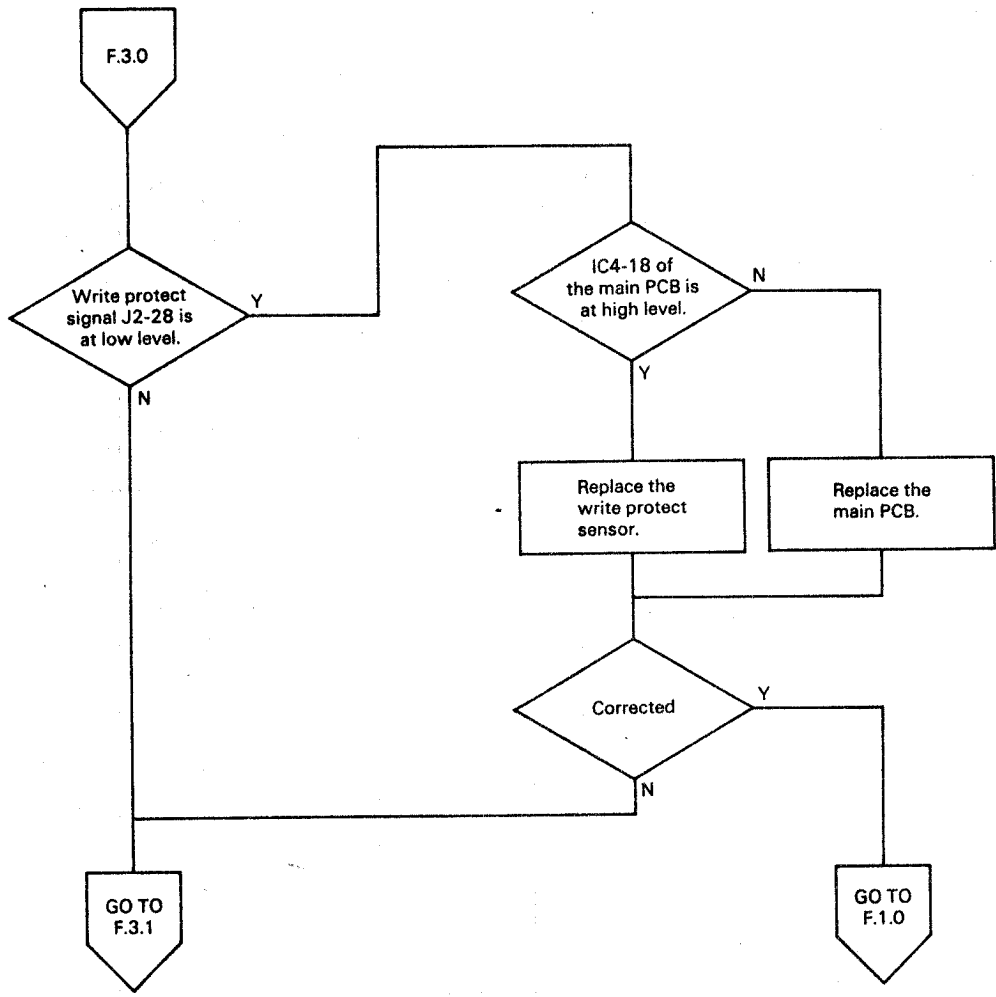 F.3.0
Write protect
signal J2-28 is
at low level.
Y
N
IC4-18 of
the main PCB is
at high level.
N
Y
Replace the
write protect
sensor.
Replace the
main PCB.
Corrected
Y
N
GO TO
F.3.1
GO TO
F.1.0